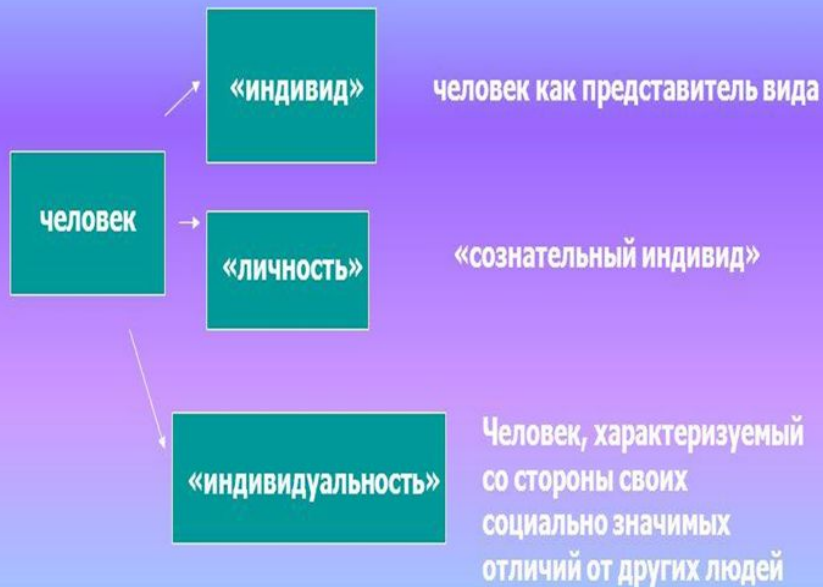 «индивид»
человек как представитель вида
человек
«личность»
«сознательный индивид»
«индивидуальность»
Человек, характеризуемый
со стороны своих
социально значимых
отличий от других людей